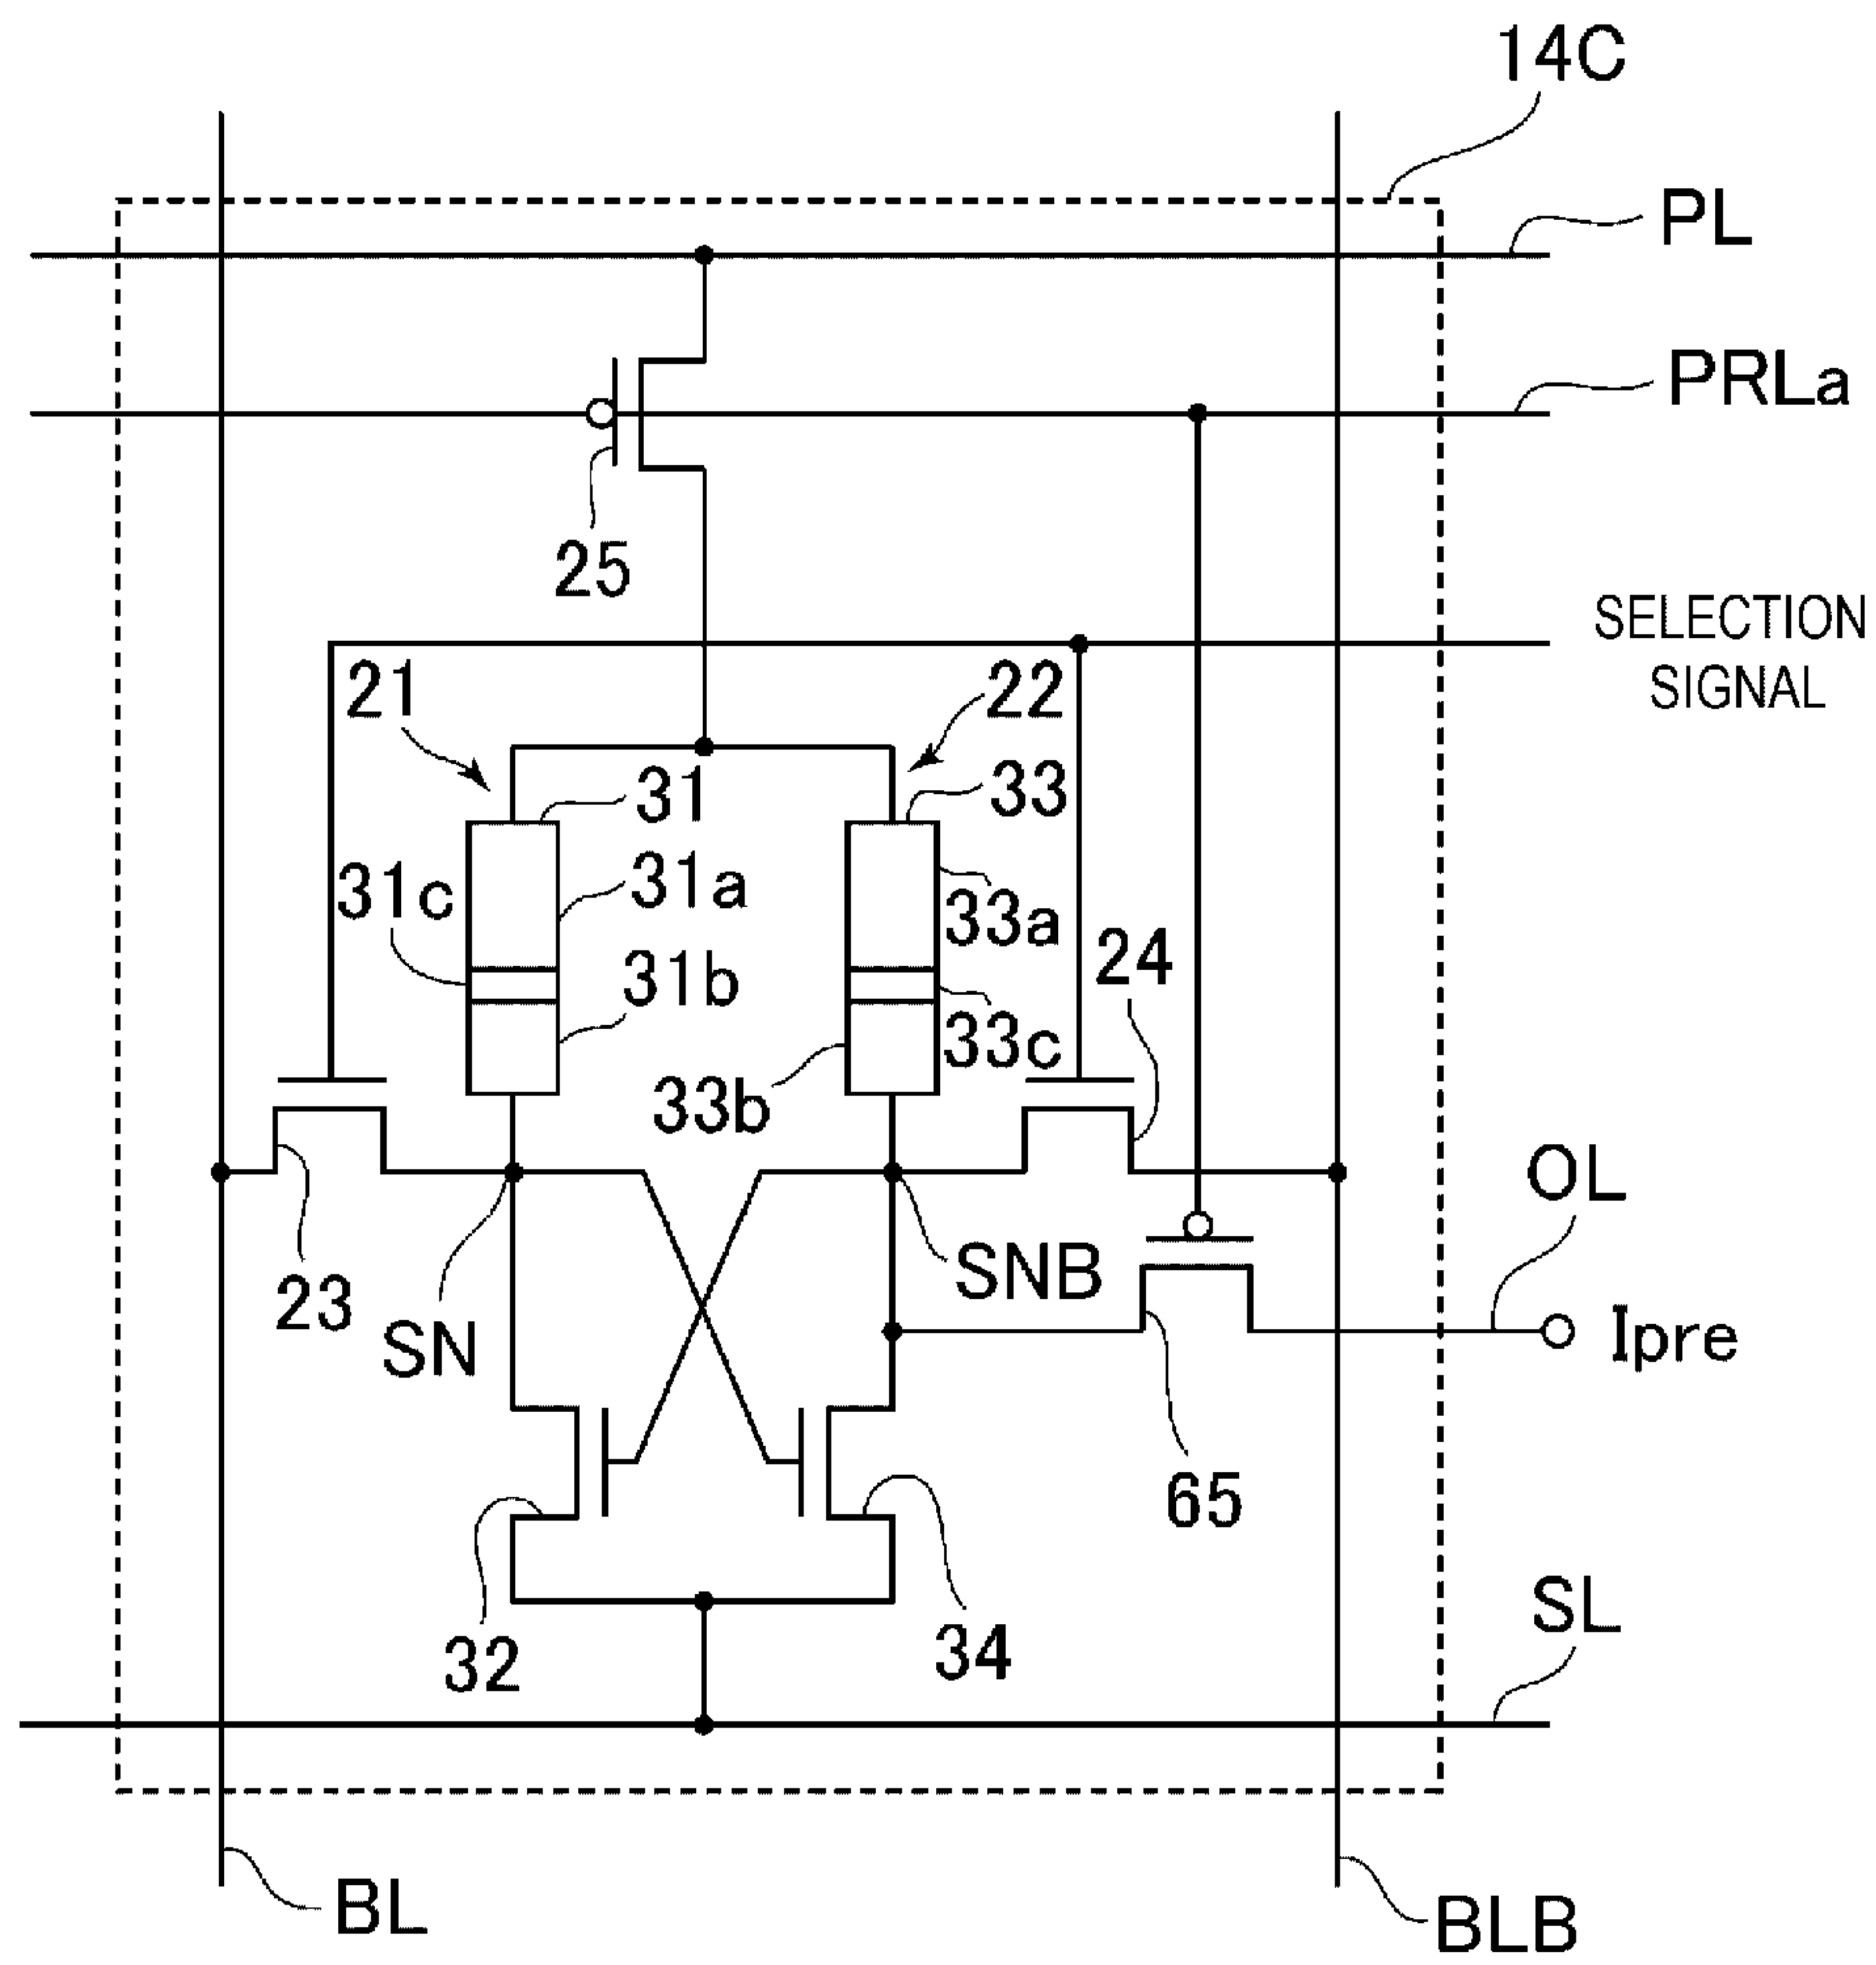 14C
PL
PRLa
25
SELECTION
SIGNAL
21
22
31
33
31c
31a
33a
24
31b
33c
33b
OL
23
SNB
SN
Ipre
65
SL
32
34
BL
BLB